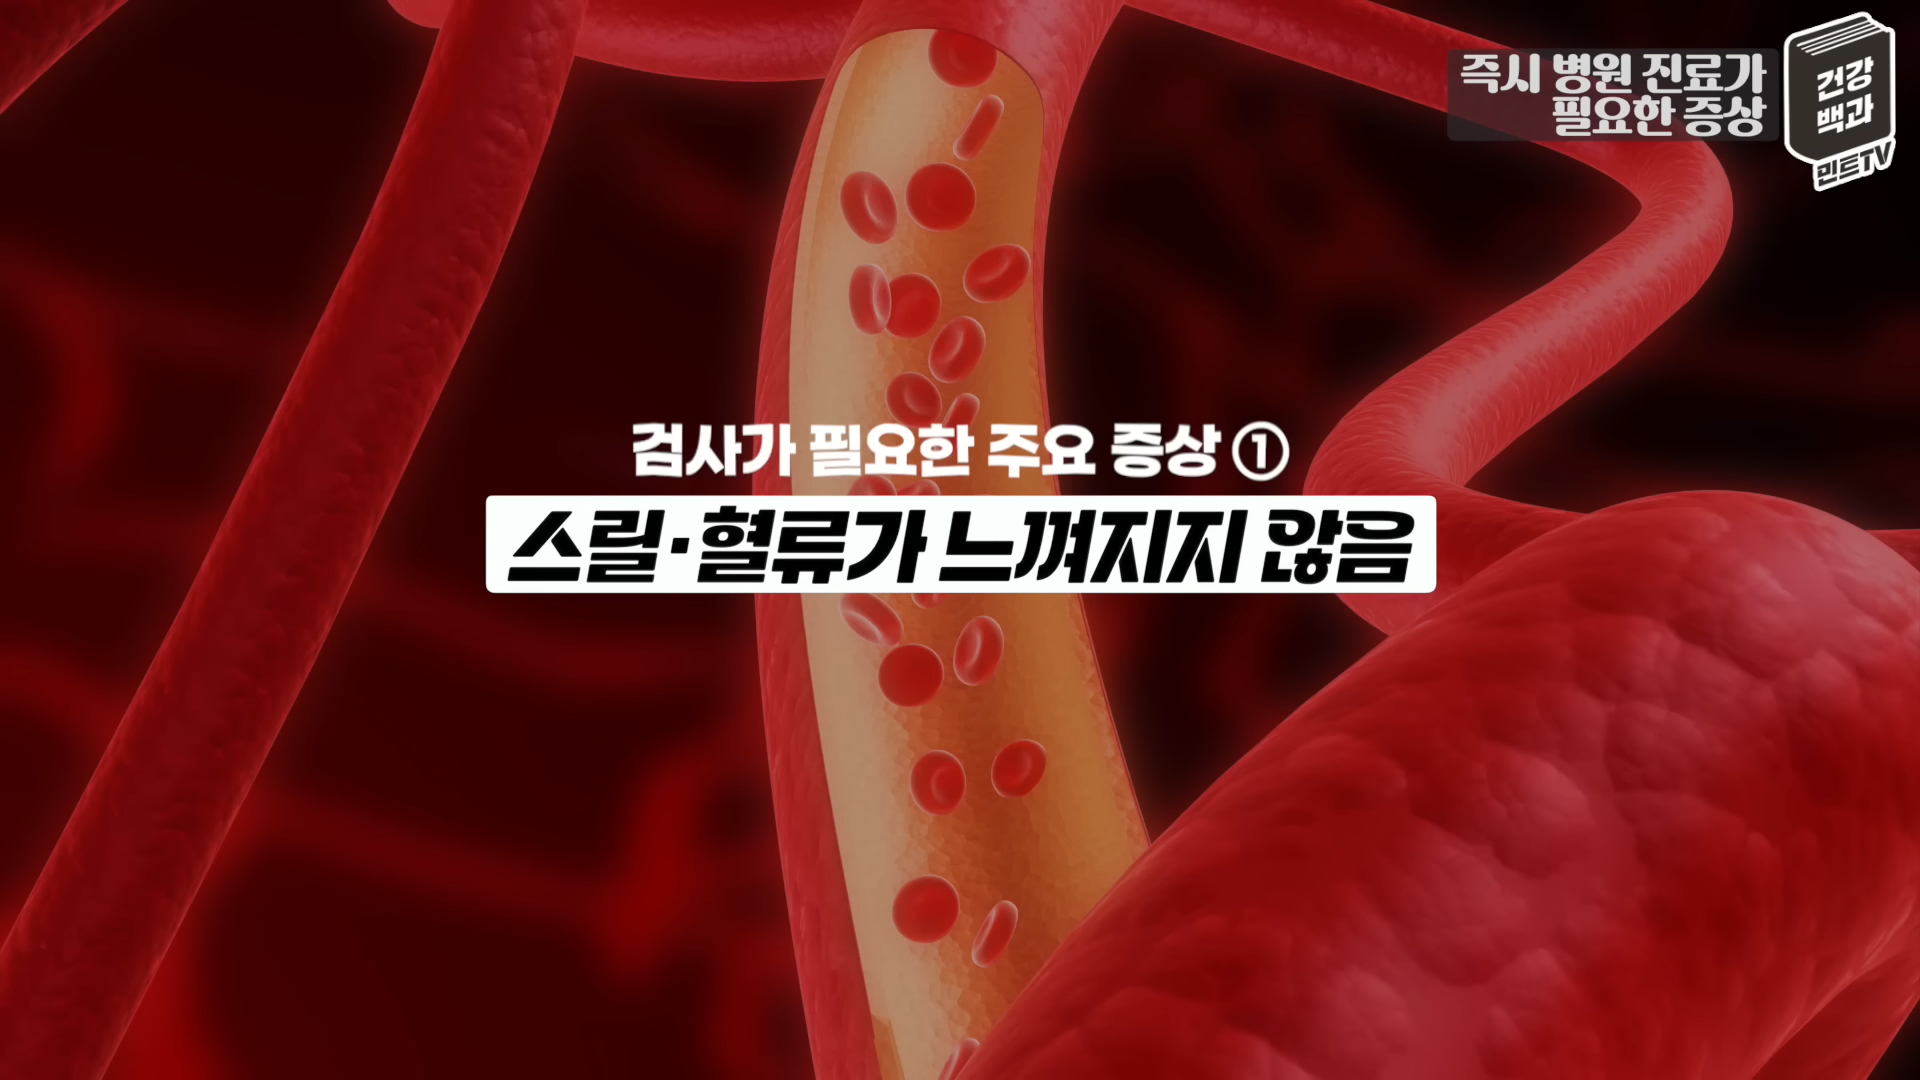 즉시 병원 진료가
필요한 증상
건강
백과
민트TV
검사가 필요한 주요 증상 ①
스릴·혈류가 느껴지지 않음